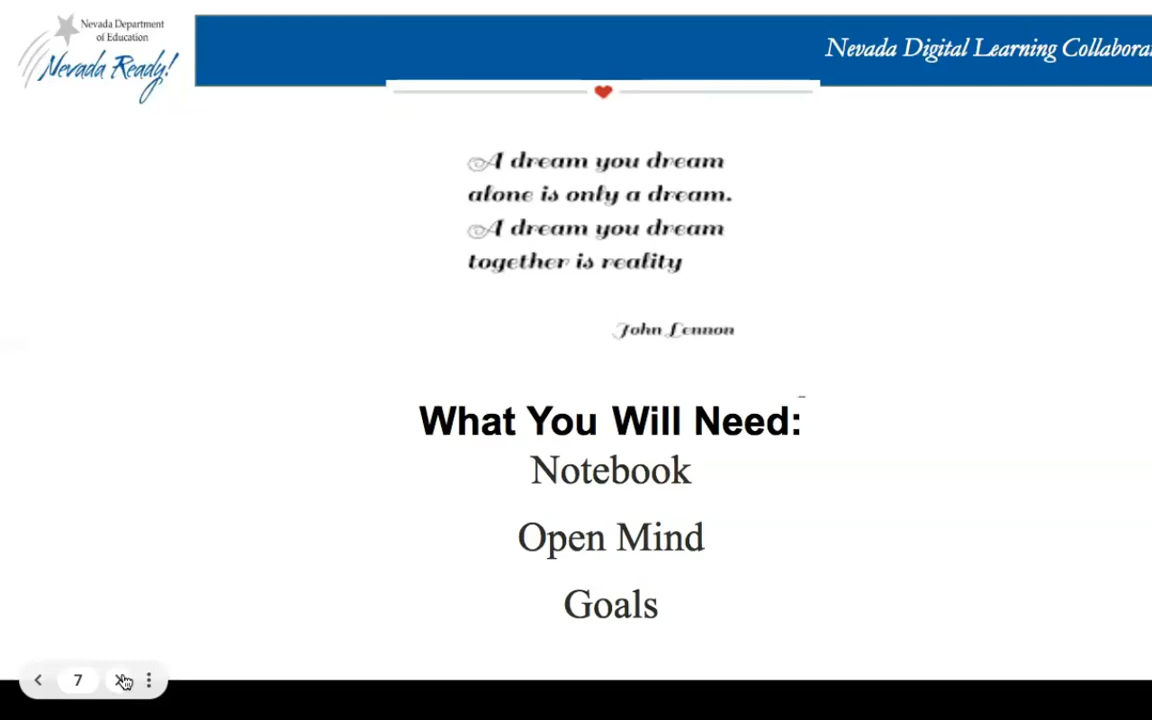 Nevada Department
of Education
Nevada Ready!
Nevada Digital Learning
A dream you dream
alone is only a dream.
A dream you dream
together is reality
John Lennon
What You Will Need:
Notebook
Open Mind
Goals
7